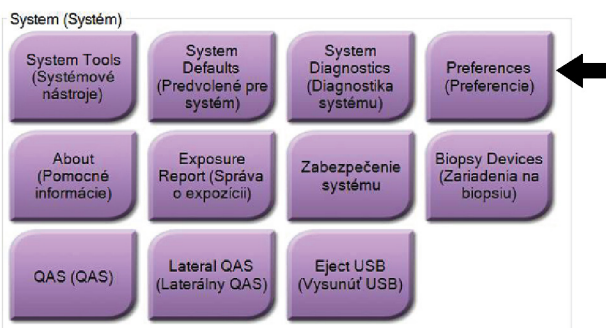 System (Systém)
System Tools
(Systémové
nástroje)
System
Defaults
(Predvolené pre
systém)
System
Diagnostics
(Diagnostika
systému)
Preferences
(Preferencie)
About
(Pomocné
informácie)
Exposure
Report (Správa
o expozícii)
Zabezpečenie
systému
Biopsy Devices
(Zariadenia na
biopsiu)
QAS (QAS)
Lateral QAS
(Laterálny QAS)
Eject USB
(Vysunúť USB)